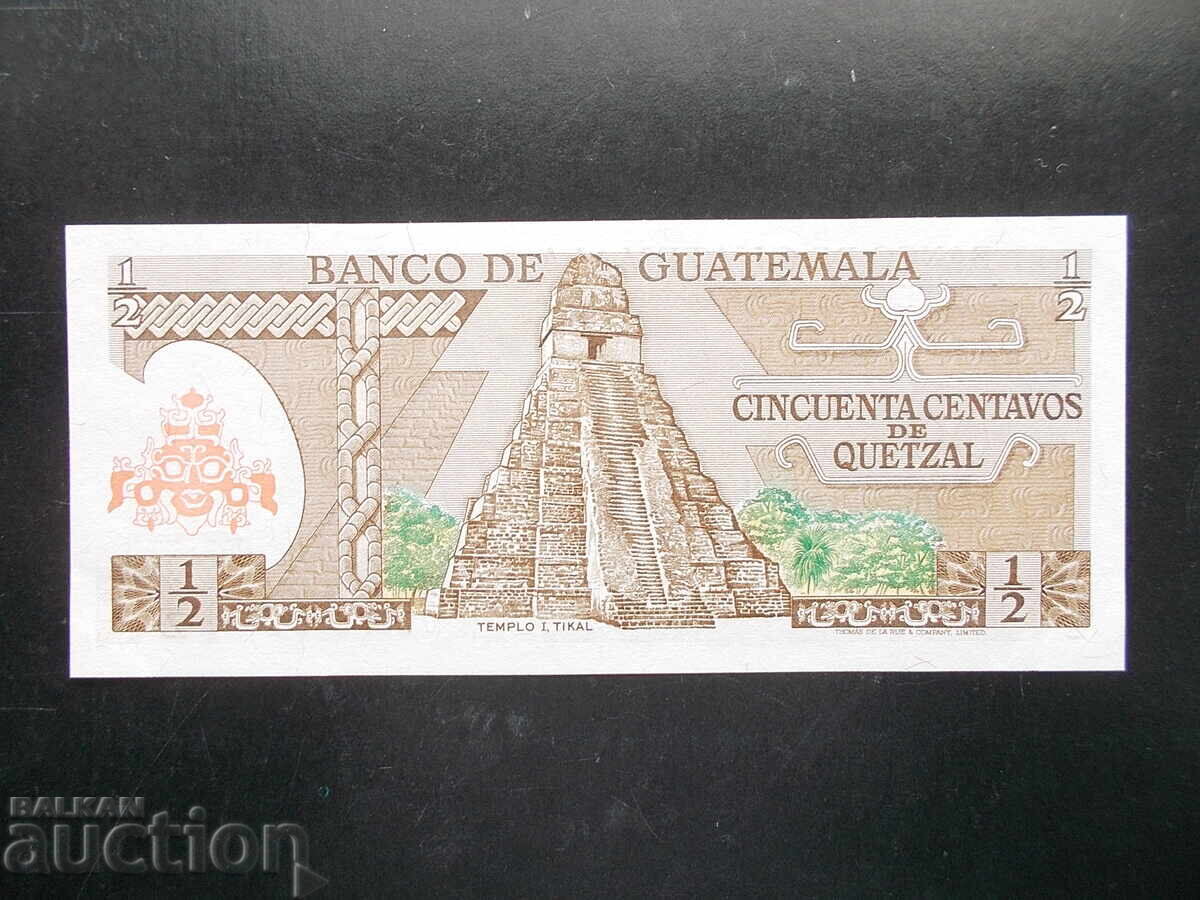 1/2
BANCO DE GUATEMALA
1/2
CINCUENTA CENTAVOS
DE
QUETZAL
1/2
1/2
TEMPLO I, TIKAL
THOMAS DE LA RUE & COMPANY, LIMITED.
BALKAN
auction